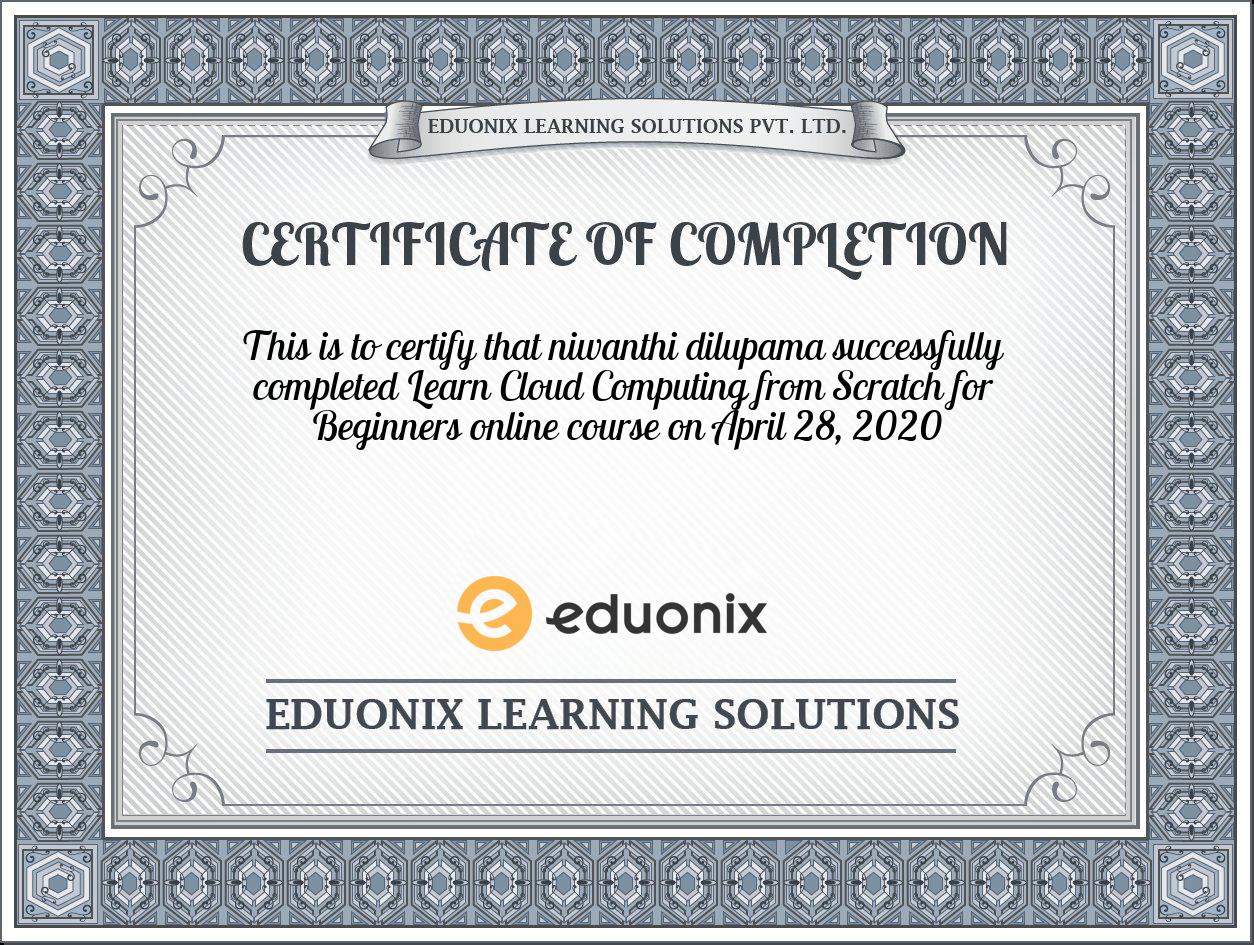 EDUONIX LEARNING SOLUTIONS PVT. LTD.
CERTIFICATE OF COMPLETION
This is to certify that niwanthi dilupama successfully
completed Learn Cloud Computing from Scratch for
Beginners online course on April 28, 2020
e eduonix
EDUONIX LEARNING SOLUTIONS